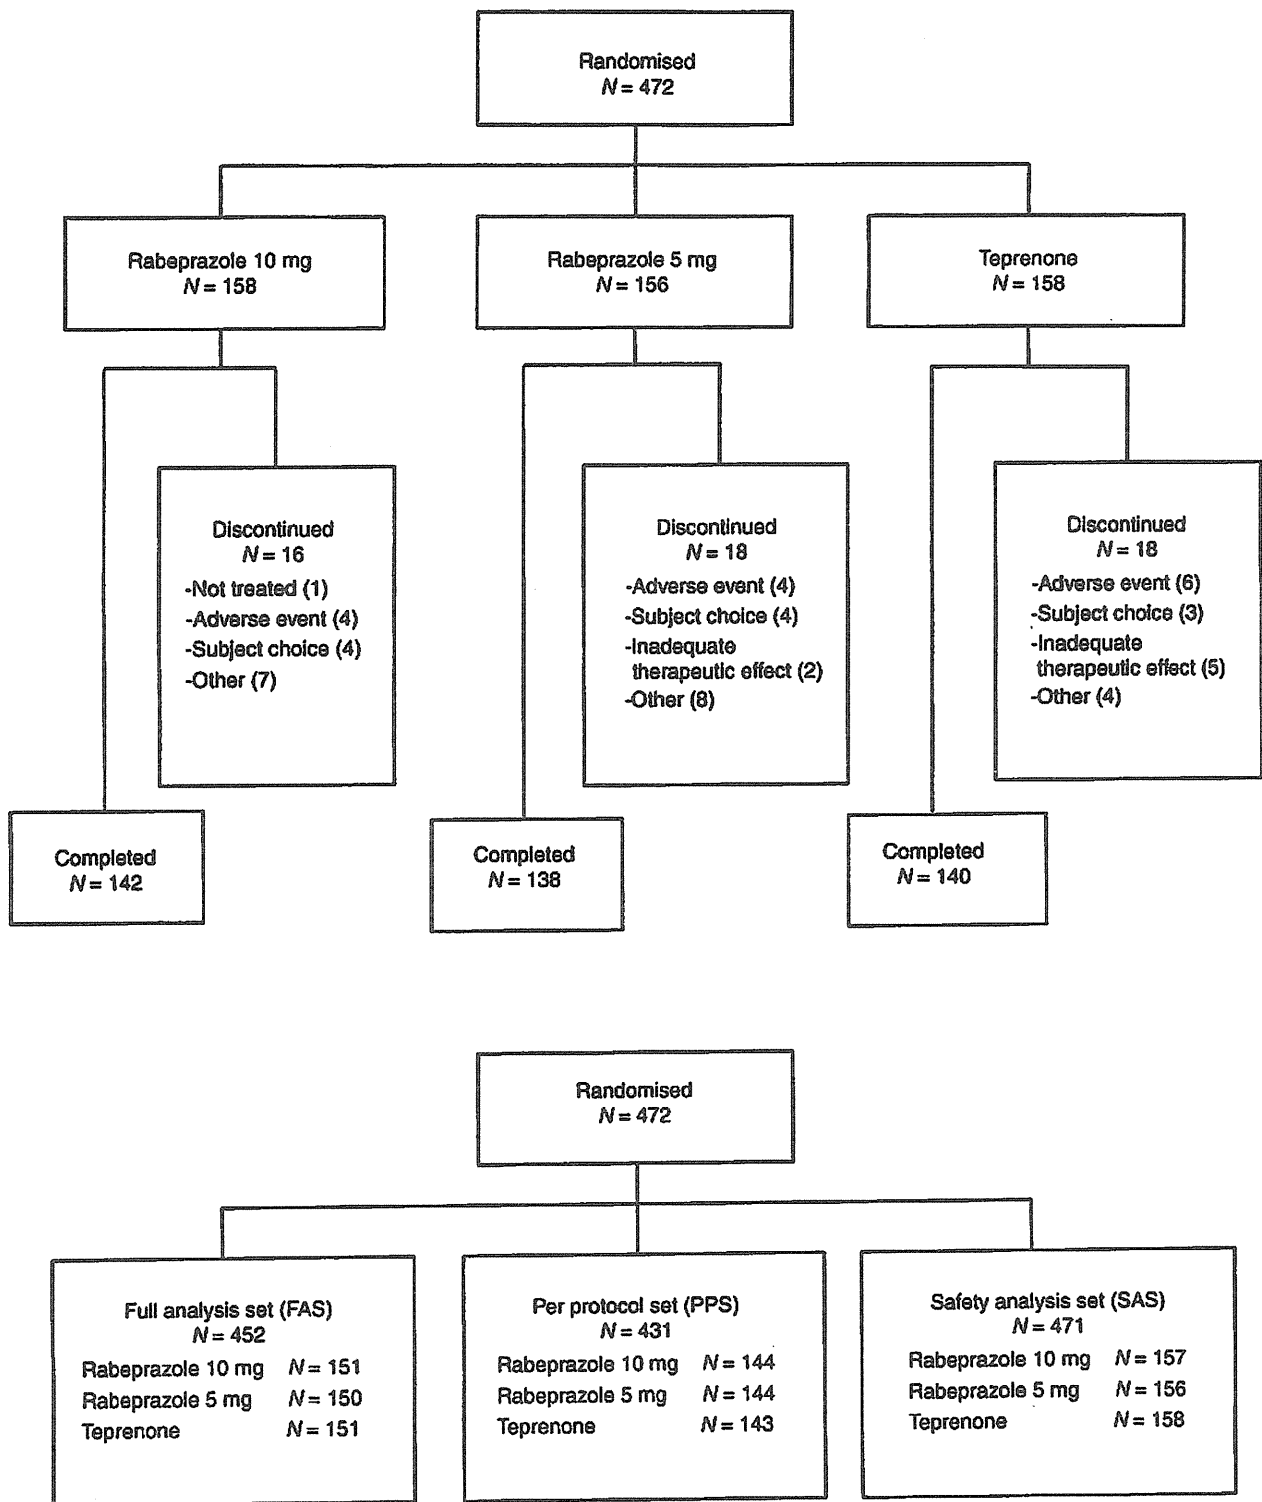 Randomised
N = 472
Rabeprazole 10 mg
N = 158
Rabeprazole 5 mg
N = 156
Teprenone
N = 158
Discontinued
N = 16
-Not treated (1)
-Adverse event (4)
-Subject choice (4)
-Other (7)
Discontinued
N = 18
-Adverse event (4)
-Subject choice (4)
-Inadequate
therapeutic effect (2)
-Other (8)
Discontinued
N = 18
-Adverse event (6)
-Subject choice (3)
-Inadequate
therapeutic effect (5)
-Other (4)
Completed
N = 142
Completed
N = 138
Completed
N = 140
Randomised
N = 472
Full analysis set (FAS)
N = 452
Rabeprazole 10 mg N = 151
Rabeprazole 5 mg N = 150
Teprenone N = 151
Per protocol set (PPS)
N = 431
Rabeprazole 10 mg N = 144
Rabeprazole 5 mg N = 144
Teprenone N = 143
Safety analysis set (SAS)
N = 471
Rabeprazole 10 mg N = 157
Rabeprazole 5 mg N = 156
Teprenone N = 158